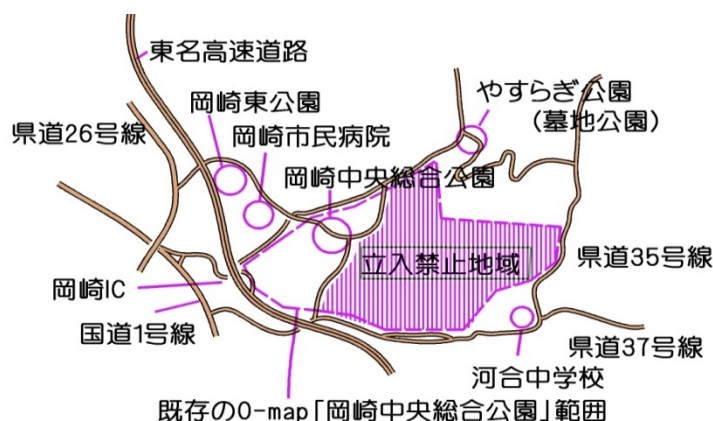 東名高速道路
岡崎東公園
県道26号線
岡崎市民病院
やすらぎ公園
(墓地公園)
岡崎中央総合公園
立入禁止地域
県道35号線
岡崎IC
国道1号線
県道37号線
河合中学校
既存のO-map「岡崎中央総合公園」範囲